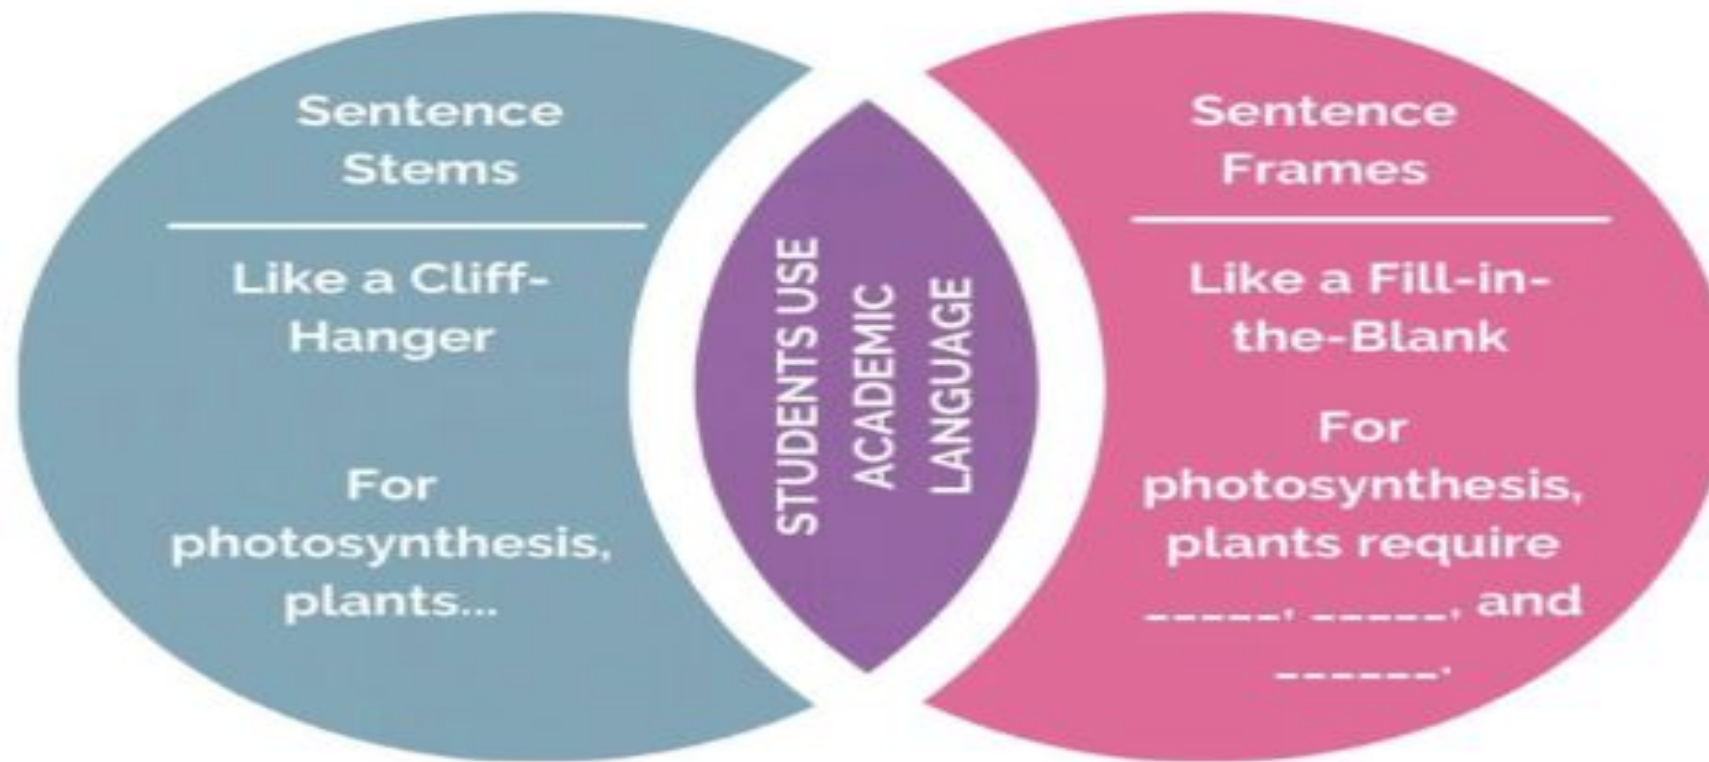 Sentence
Stems
Like a Cliff-
Hanger
For
photosynthesis,
plants...
STUDENTS USE
ACADEMIC
LANGUAGE
Sentence
Frames
Like a Fill-in-
the-Blank
For
photosynthesis,
plants require
_____, _____, and
______.